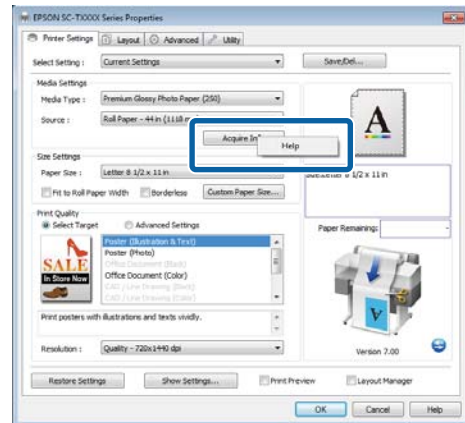 EPSON SC-TXXXX Series Properties
Printer Settings Layout Advanced Utility
Select Setting : Current Settings Save/Del...
Media Settings
Media Type : Premium Glossy Photo Paper (250)
Source : Roll Paper - 44 in (1118
Acquire
Help
Size Settings
Paper Size : Letter 8 1/2 x 11 in
Size:Letter 8 1/2 x 11 in
Fit to Roll Paper Width Borderless Custom Paper Size...
Print Quality
Select Target Advanced Settings
Paper Remaining: -
Poster (Illustration & Text)
Poster (Photo)
Office Document (Black)
Office Document (Color)
CAD / Line Drawing (Black)
CAD / Line Drawing (Color)
SALE
In Store Now
A
A
Print posters with illustrations and texts vividly.
Resolution : Quality - 720x1440 dpi
Version 7.00
Restore Settings Show Settings... Print Preview Layout Manager
OK Cancel Help